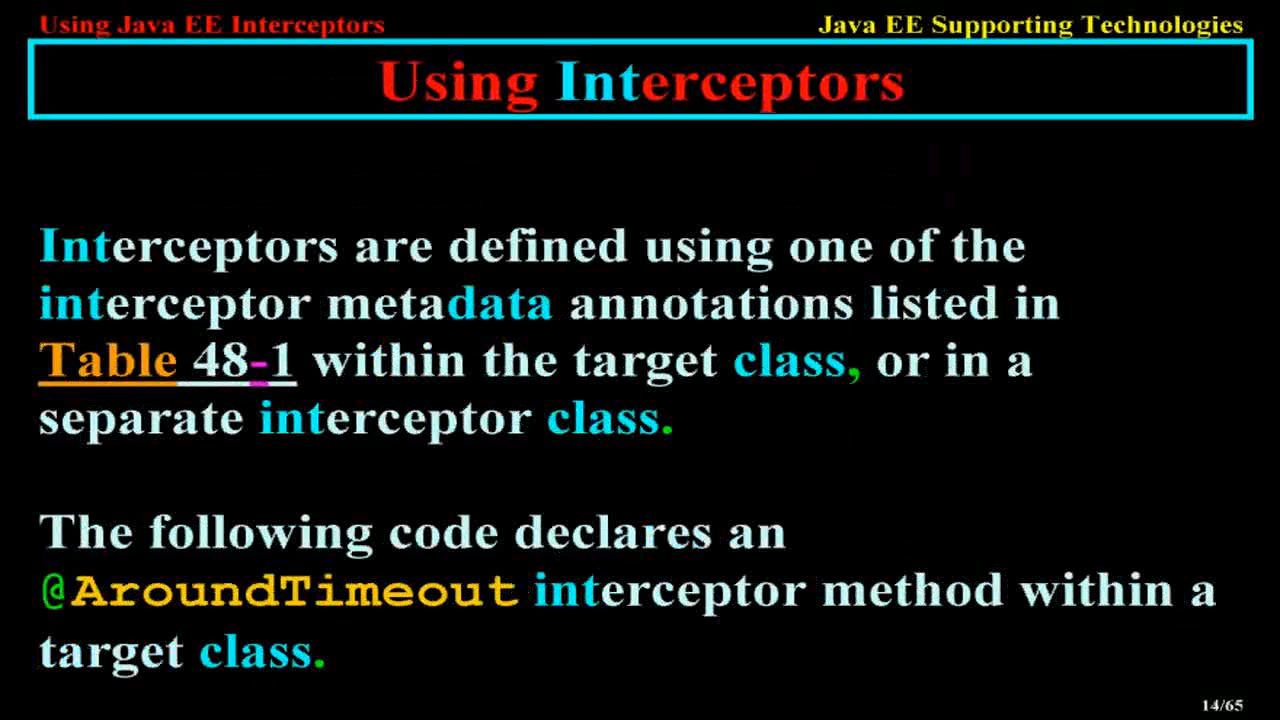 Using Java EE Interceptors
Java EE Supporting Technologies
Using Interceptors
Interceptors are defined using one of the
interceptor metadata annotations listed in
Table 48-1 within the target class, or in a
separate interceptor class.
The following code declares an
@AroundTimeout interceptor method within a
target class.
14/65